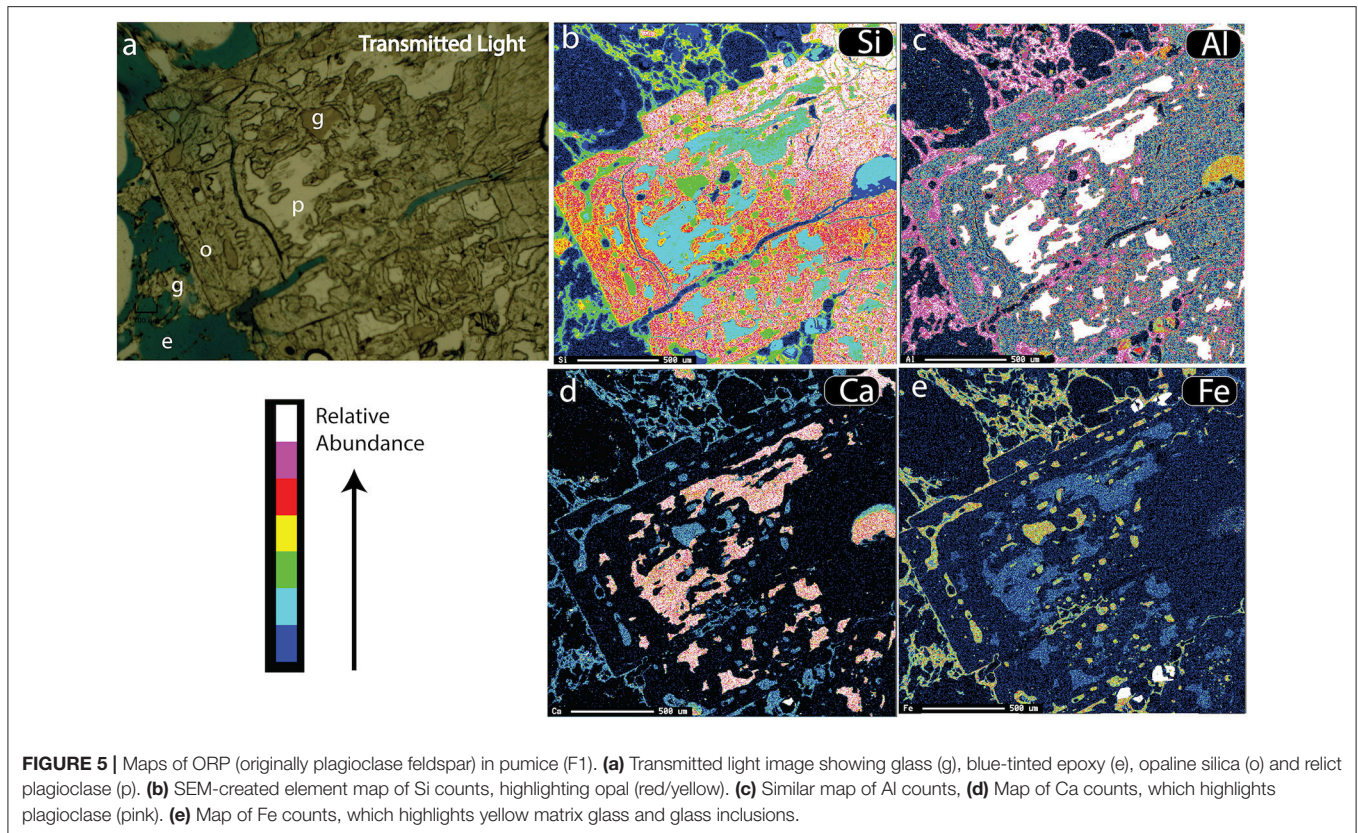 a
Transmitted Light
g
p
o
g
e
b
Si
Si
500 um
c
Al
Al
500 um
Relative
Abundance
d
Ca
Ca
500 um
e
Fe
Fe
500 um
FIGURE 5 | Maps of ORP (originally plagioclase feldspar) in pumice (F1). (a) Transmitted light image showing glass (g), blue-tinted epoxy (e), opaline silica (o) and relict
plagioclase (p). (b) SEM-created element map of Si counts, highlighting opal (red/yellow). (c) Similar map of Al counts, (d) Map of Ca counts, which highlights
plagioclase (pink). (e) Map of Fe counts, which highlights yellow matrix glass and glass inclusions.